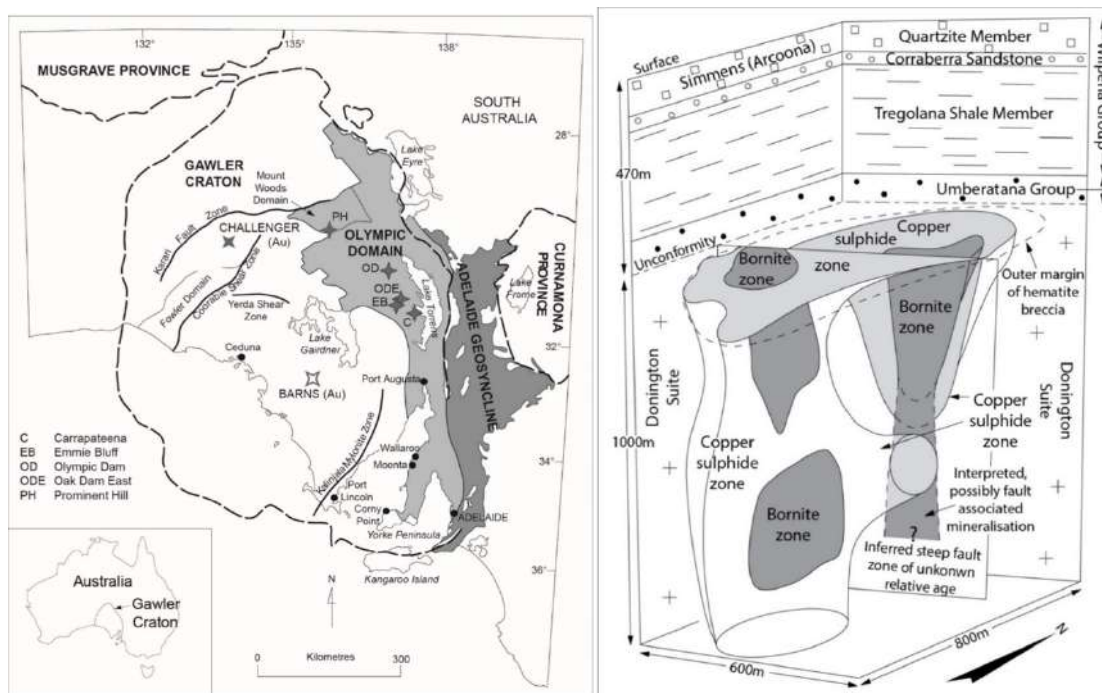 132°
135°
138°
MUSGRAVE PROVINCE
SOUTH
AUSTRALIA
28°
Lake
Eyre
GAWLER
CRATON
Mount
Woods
Domain
PH
Karari Fault Zone
CHALLENGER (Au)
OLYMPIC
DOMAIN
OD
ODE
EB
C
Fowler Domain
Coorabie Shear Zone
Yerda Shear
Zone
Lake Torrens
ADELAIDE GEOSYNCLINE
CURNAMONA
PROVINCE
Lake
Frome
Lake
Gairdner
32°
Ceduna
BARNS (Au)
Port Augusta
Kalinjala Mylonite Zone
Wallaroo
Moonta
34°
Port
Lincoln
Corny
Point
ADELAIDE
Yorke Peninsula
Kangaroo Island
36°
C Carrapateena
EB Emmie Bluff
OD Olympic Dam
ODE Oak Dam East
PH Prominent Hill
Australia
Gawler
Craton
N
0 300
Kilometres
Surface
Simmens (Arcoona)
Quartzite Member
Corraberra Sandstone
Tregolana Shale Member
Umberatana Group
470m
Unconformity
Copper
sulphide
zone
Bornite
zone
Outer margin
of hematite
breccia
Bornite
zone
Donington
Suite
Donington
Suite
1000m
Copper
sulphide
zone
Copper
sulphide
zone
Bornite
zone
Interpreted,
possibly fault
associated
mineralisation
?
Inferred steep fault
zone of unkonwn
relative age
600m
800m
N